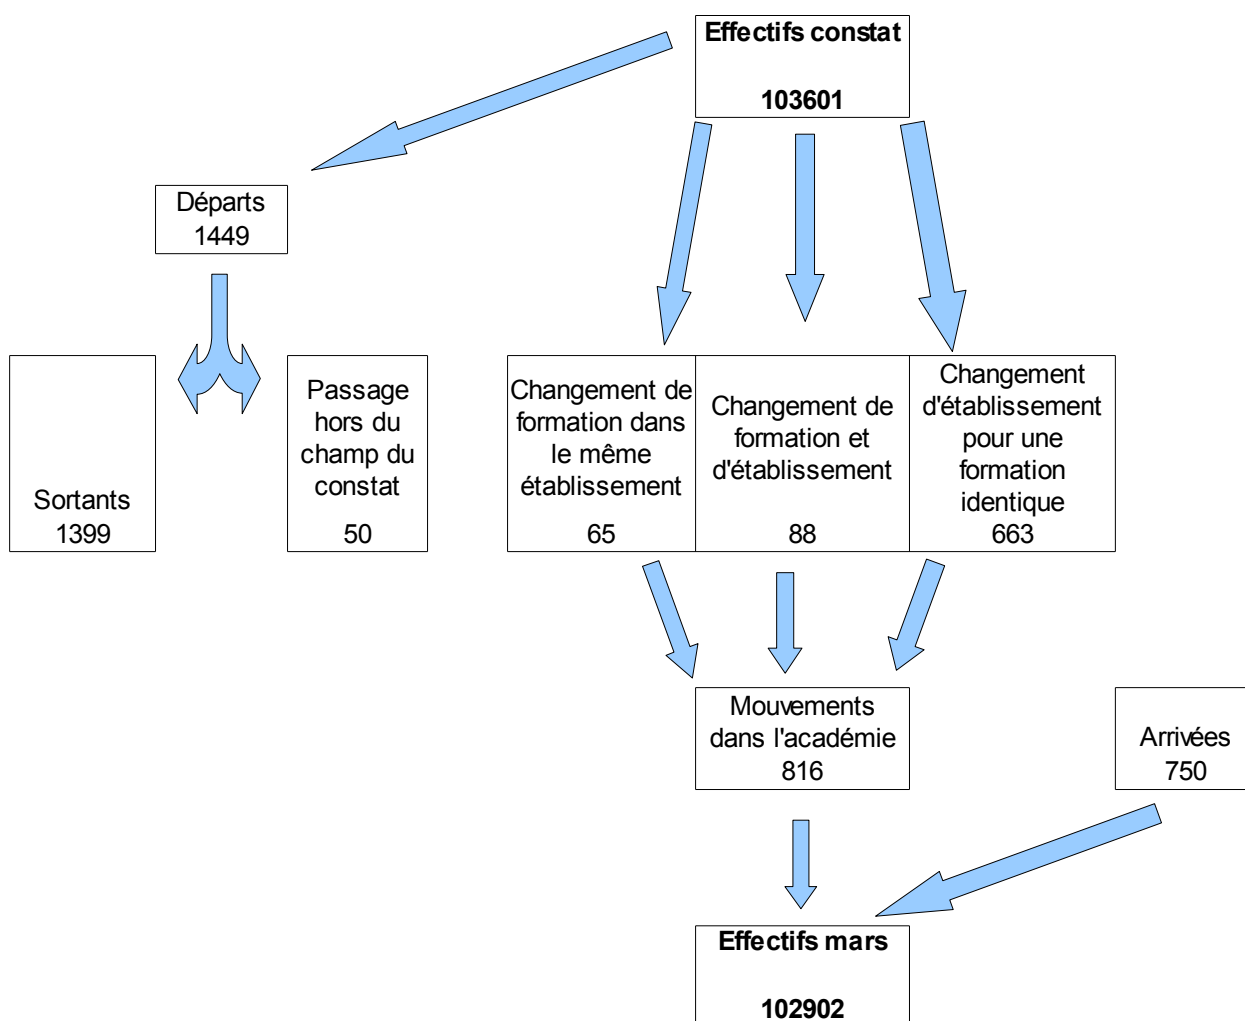 Effectifs constat
103601
Départs
1449
Sortants
1399
Passage
hors du
champ du
constat
50
Changement de
formation dans
le même
établissement
65
Changement de
formation et
d'établissement
88
Changement
d'établissement
pour une
formation
identique
663
Mouvements
dans l'académie
816
Arrivées
750
Effectifs mars
102902